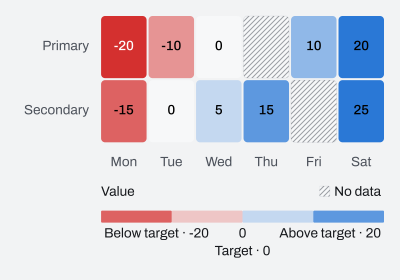 Primary -20 -10 0 10 20
Secondary -15 0 5 15 25
Mon Tue Wed Thu Fri Sat
Value No data
Below target · -20 0 Above target · 20
Target · 0